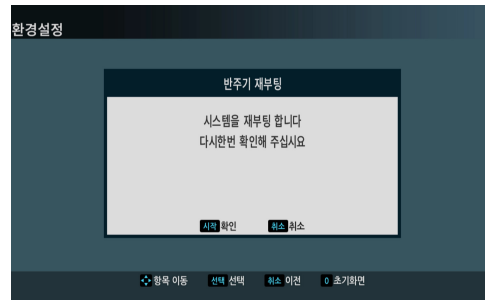 환경설정
반주기 재부팅
시스템을 재부팅 합니다
다시한번 확인해 주십시요
시작 확인 취소 취소
항목 이동 선택 선택 취소 이전 0 초기화면